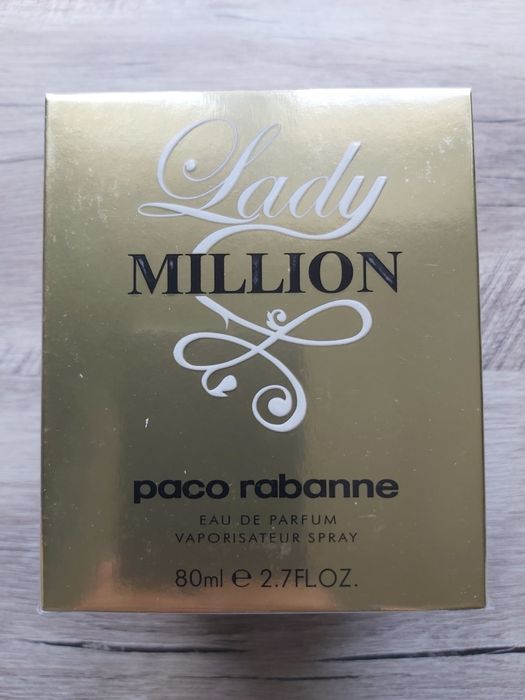 Lady
MILLION
paco rabanne
EAU DE PARFUM
VAPORISATEUR SPRAY
80ml ℮ 2.7FL.OZ.